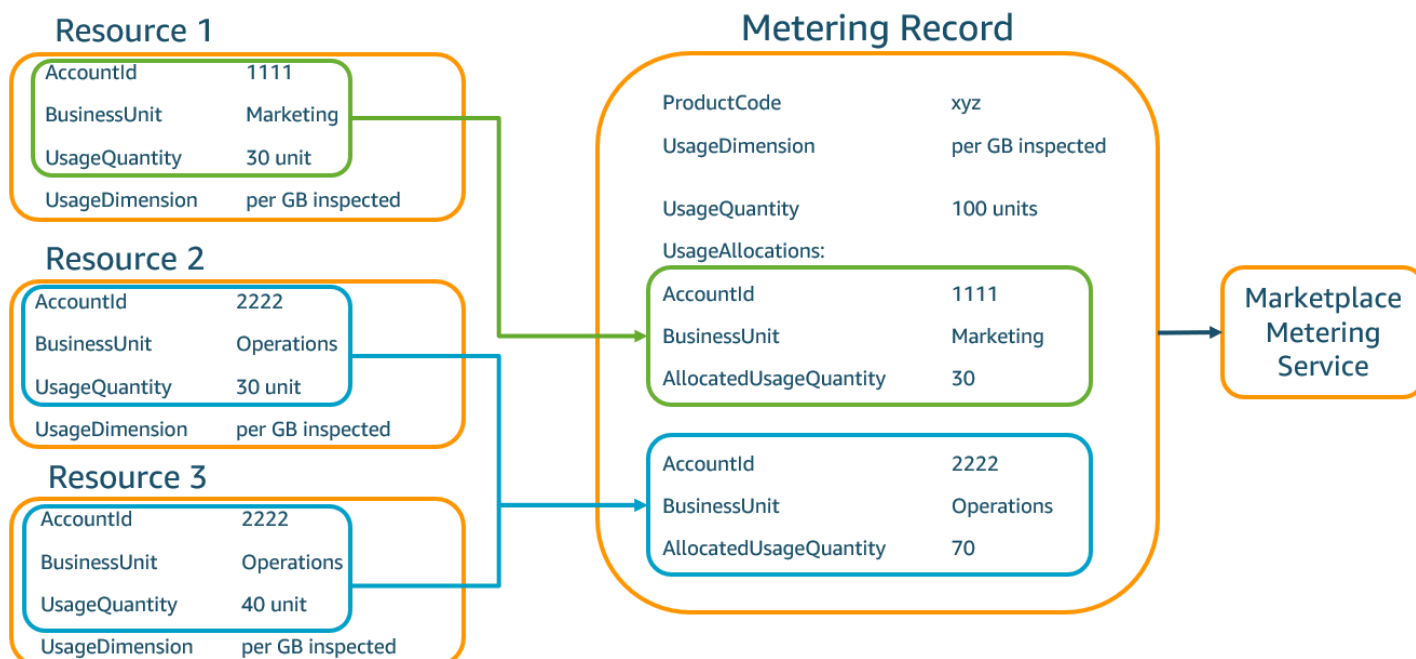 Resource 1
AccountId 1111
BusinessUnit Marketing
UsageQuantity 30 unit
UsageDimension per GB inspected
Resource 2
AccountId 2222
BusinessUnit Operations
UsageQuantity 30 unit
UsageDimension per GB inspected
Resource 3
AccountId 2222
BusinessUnit Operations
UsageQuantity 40 unit
UsageDimension per GB inspected
Metering Record
ProductCode xyz
UsageDimension per GB inspected
UsageQuantity 100 units
UsageAllocations:
AccountId 1111
BusinessUnit Marketing
AllocatedUsageQuantity 30
AccountId 2222
BusinessUnit Operations
AllocatedUsageQuantity 70
Marketplace
Metering
Service